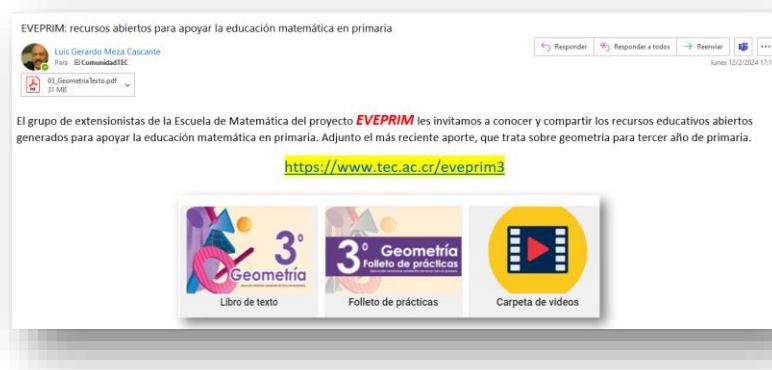 EVEPRIM: recursos abiertos para apoyar la educación matemática en primaria
Luis Gerardo Meza Cascante
Para ComunidadTEC
Responder
Responder a todos
Reenviar
lunes 12/2/2024 17:1
03_GeometriaTexto.pdf
31 MB
El grupo de extensionistas de la Escuela de Matemática del proyecto EVEPRIM les invitamos a conocer y compartir los recursos educativos abiertos
generados para apoyar la educación matemática en primaria. Adjunto el más reciente aporte, que trata sobre geometría para tercer año de primaria.
https://www.tec.ac.cr/eveprim3
3°
Geometría
3° Geometría
Folleto de prácticas
Libro de texto
Folleto de prácticas
Carpeta de videos